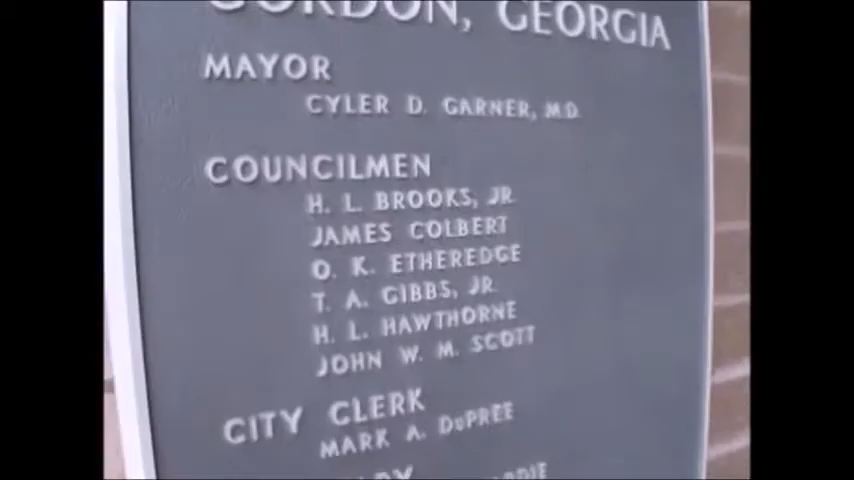 GORDON, GEORGIA
MAYOR
CYLER D. GARNER, M.D.
COUNCILMEN
H. L. BROOKS, JR.
JAMES COLBERT
O. K. ETHEREDGE
T. A. GIBBS, JR.
H. L. HAWTHORNE
JOHN W. M. SCOTT
CITY CLERK
MARK A. DuPREE